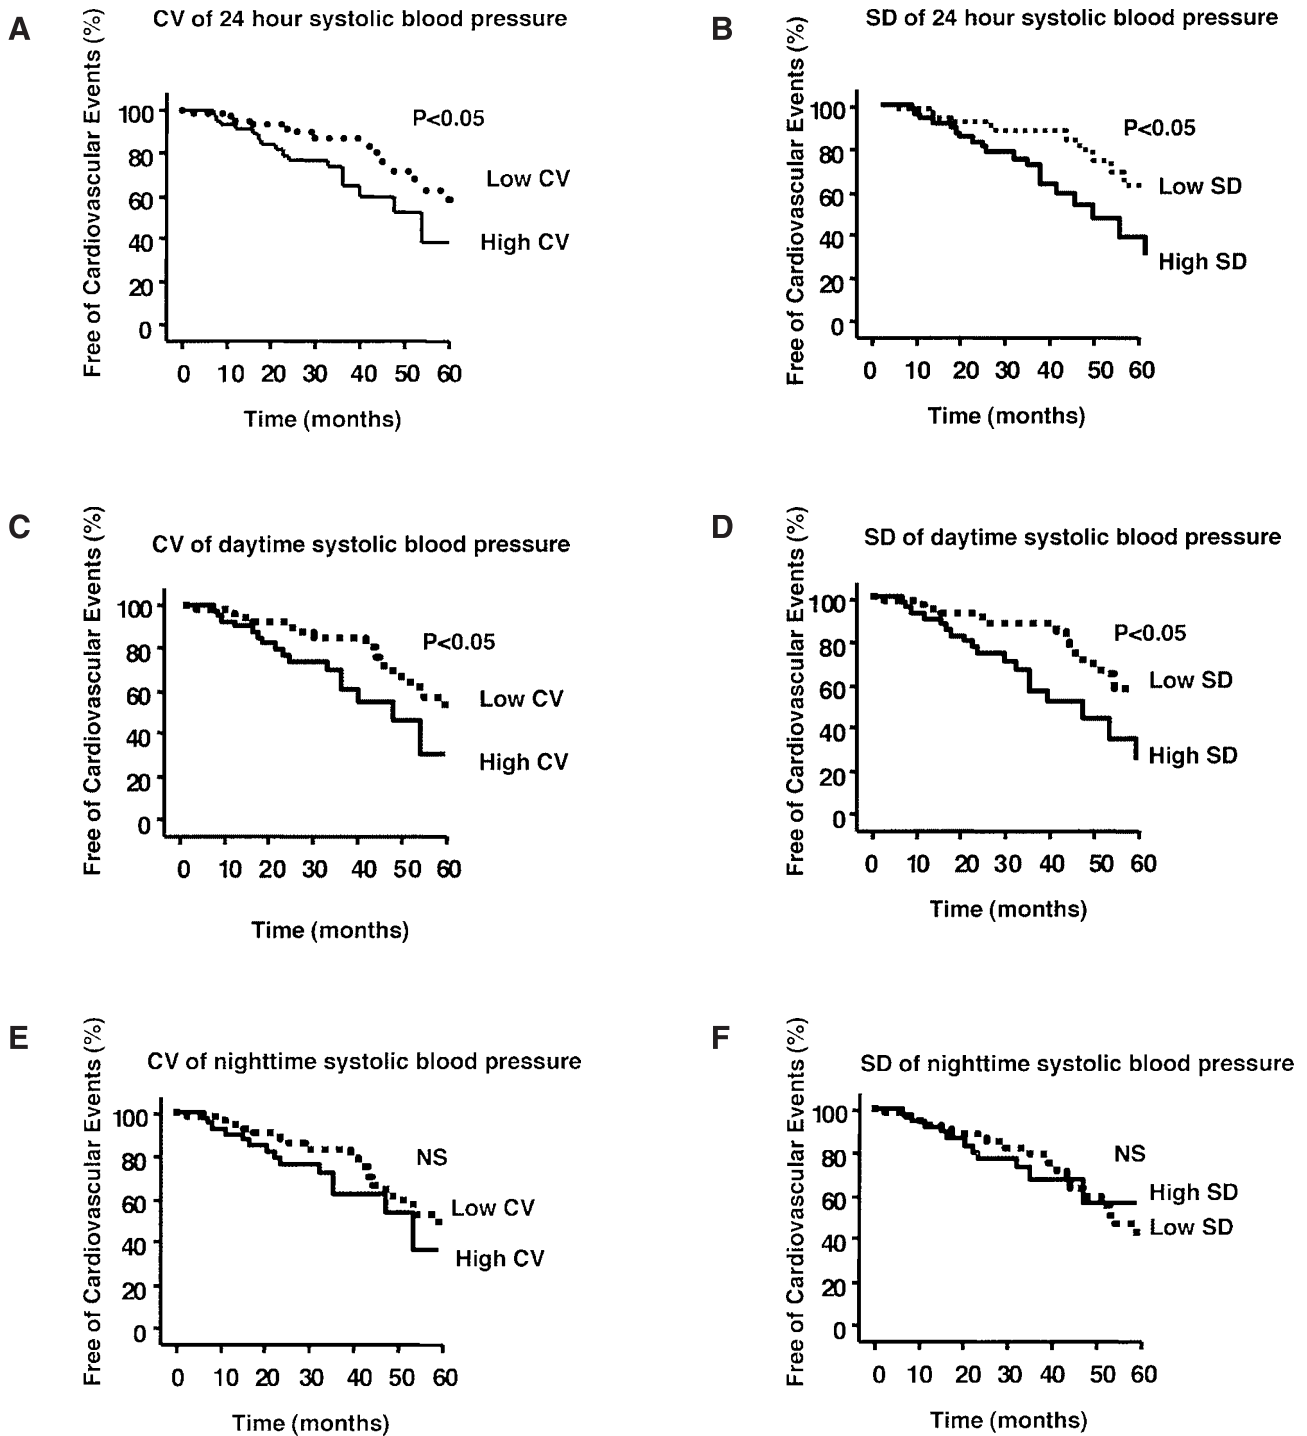 A
CV of 24 hour systolic blood pressure
Free of Cardiovascular Events (%)
100
80
60
40
20
0
P<0.05
Low CV
High CV
0 10 20 30 40 50 60
Time (months)
B
SD of 24 hour systolic blood pressure
Free of Cardiovascular Events (%)
100
80
60
40
20
0
P<0.05
Low SD
High SD
0 10 20 30 40 50 60
Time (months)
C
CV of daytime systolic blood pressure
Free of Cardiovascular Events (%)
100
80
60
40
20
0
P<0.05
Low CV
High CV
0 10 20 30 40 50 60
Time (months)
D
SD of daytime systolic blood pressure
Free of Cardiovascular Events (%)
100
80
60
40
20
0
P<0.05
Low SD
High SD
0 10 20 30 40 50 60
Time (months)
E
CV of nighttime systolic blood pressure
Free of Cardiovascular Events (%)
100
80
60
40
20
0
NS
Low CV
High CV
0 10 20 30 40 50 60
Time (months)
F
SD of nighttime systolic blood pressure
Free of Cardiovascular Events (%)
100
80
60
40
20
0
NS
High SD
Low SD
0 10 20 30 40 50 60
Time (months)